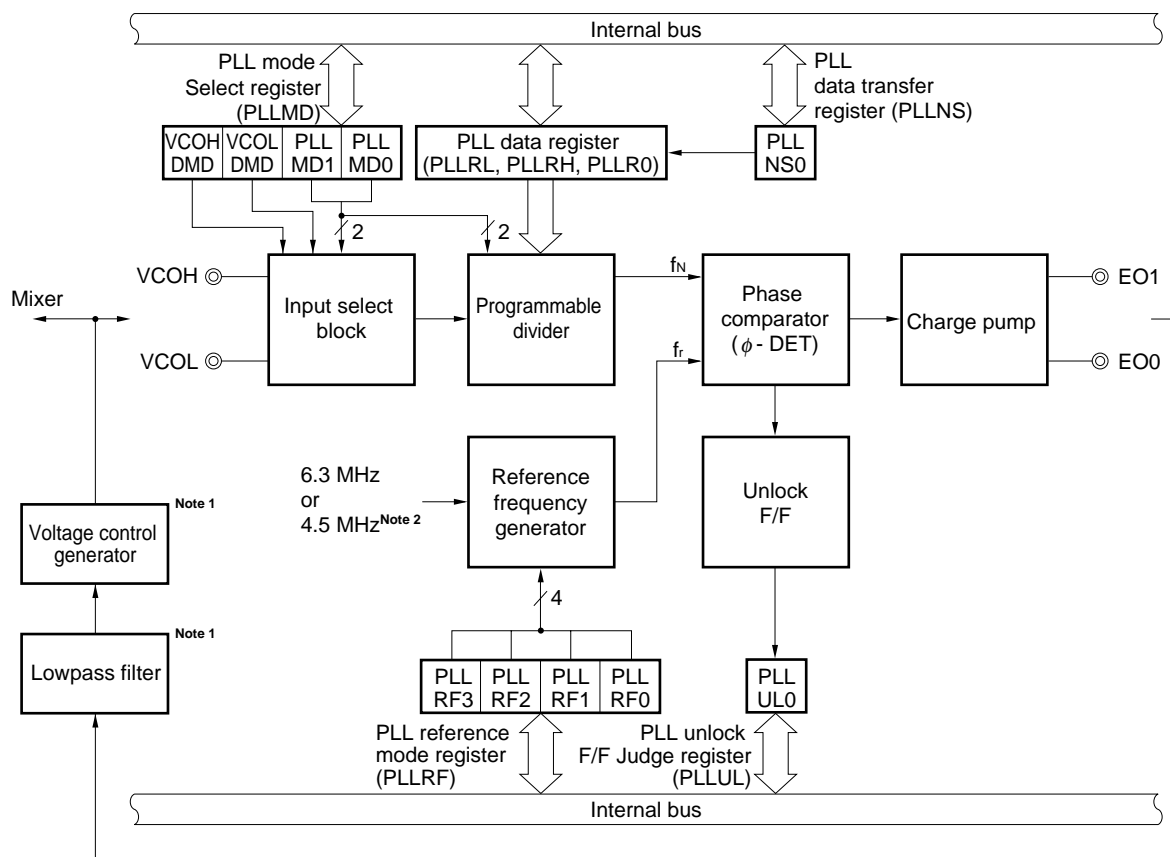 Internal bus
PLL mode
Select register
(PLLMD)
PLL
data transfer
register (PLLNS)
VCOH
DMD
VCOL
DMD
PLL
MD1
PLL
MD0
PLL data register
(PLLRL, PLLRH, PLLR0)
PLL
NS0
2
2
VCOH
VCOL
Mixer
Input select
block
Programmable
divider
fN
fr
Phase
comparator
(ϕ - DET)
Charge pump
EO1
EO0
6.3 MHz
or
4.5 MHzNote 2
Reference
frequency
generator
Unlock
F/F
Note 1
Voltage control
generator
Note 1
Lowpass filter
4
PLL
RF3
PLL
RF2
PLL
RF1
PLL
RF0
PLL
UL0
PLL reference
mode register
(PLLRF)
PLL unlock
F/F Judge register
(PLLUL)
Internal bus